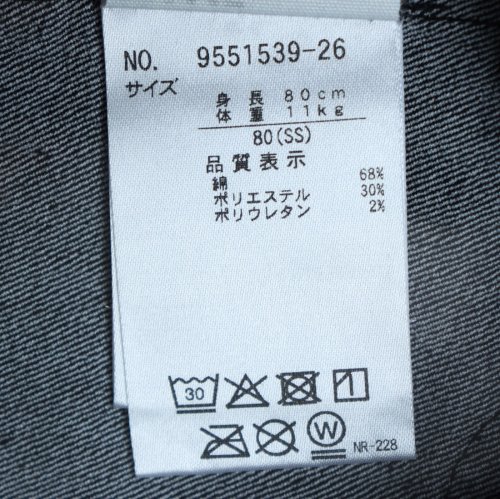 NO. 9551539-26
サイズ
身長 80cm
体重 11kg
80(SS)
品質表示
綿 68%
ポリエステル 30%
ポリウレタン 2%
30
1
W
NR-228